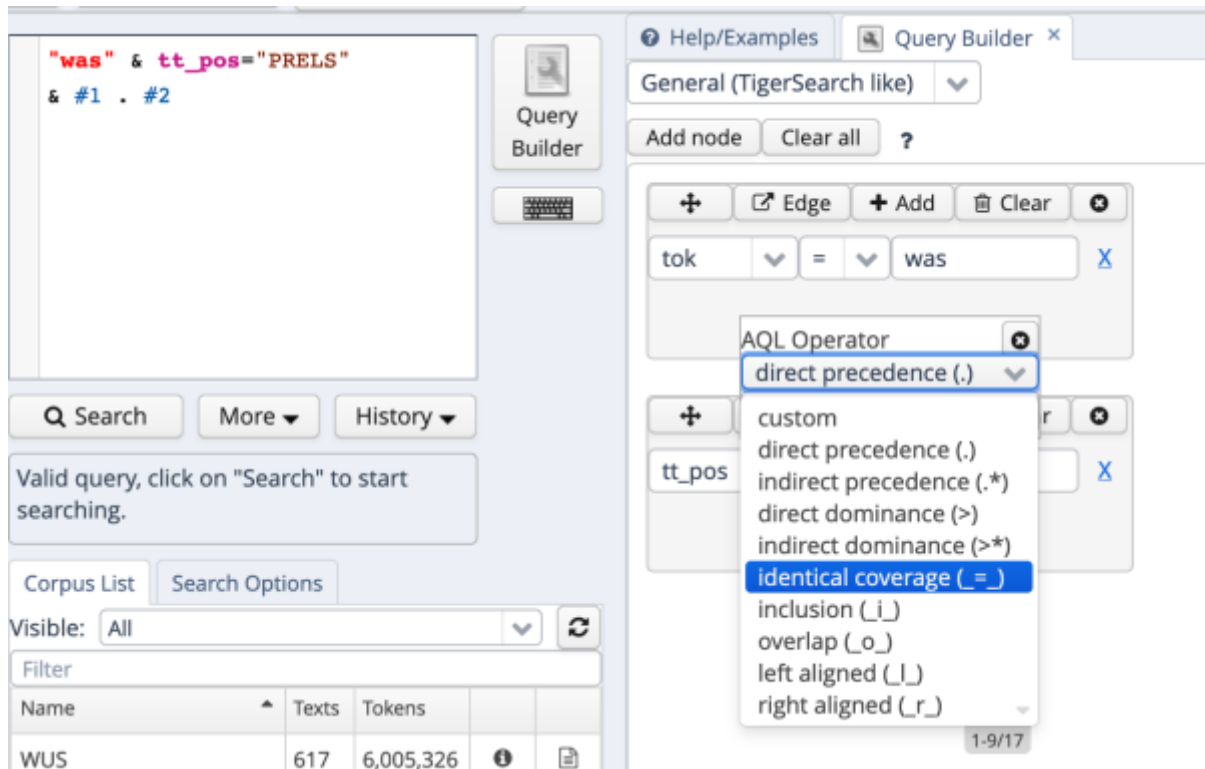 "was" & tt_pos="PRELS"
& #1 . #2
Query
Builder
Search
More
History
Valid query, click on "Search" to start
searching.
Corpus List
Search Options
Visible: All
Filter
Name
Texts
Tokens
WUS
617
6,005,326
Help/Examples
Query Builder ×
General (TigerSearch like)
Add node
Clear all
?
Edge
+ Add
Clear
tok
=
was
X
AQL Operator
direct precedence (.)
r
tt_pos
X
custom
direct precedence (.)
indirect precedence (.*)
direct dominance (>)
indirect dominance (>*)
identical coverage (_=_)
inclusion (_i_)
overlap (_o_)
left aligned (_l_)
right aligned (_r_)
1-9/17